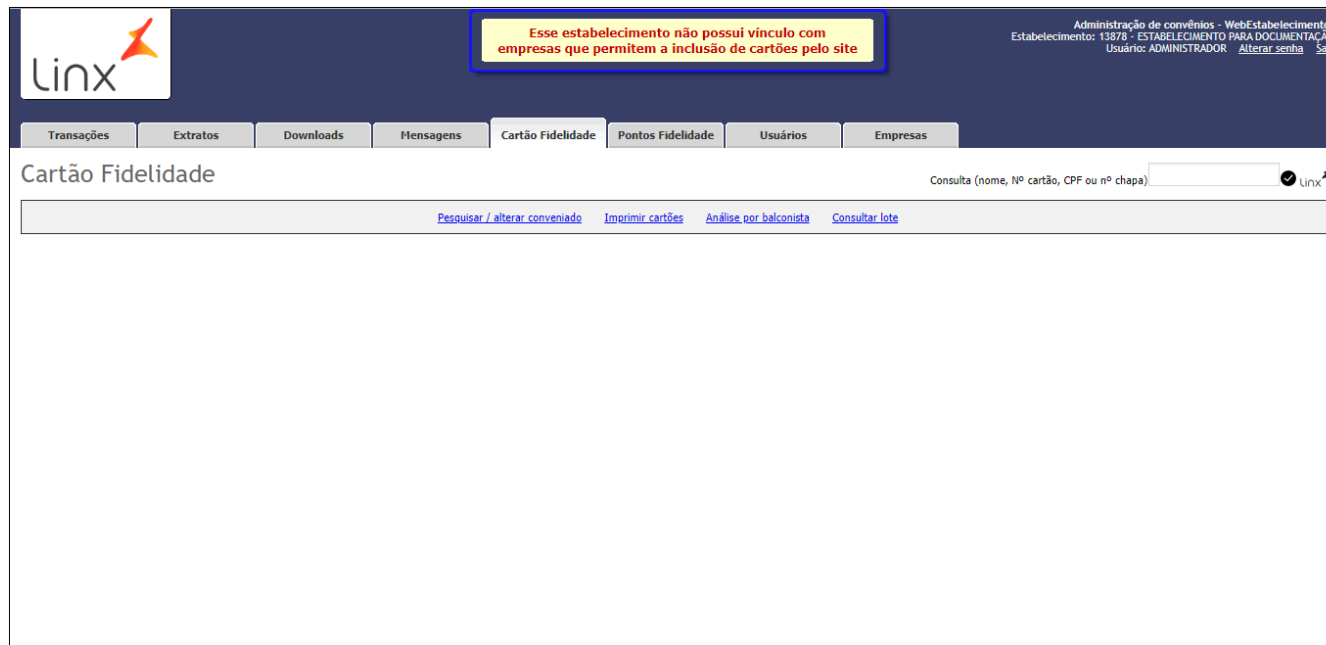 Linx
Esse estabelecimento não possui vínculo com
empresas que permitem a inclusão de cartões pelo site
Administração de convênios - WebEstabelecimento
Estabelecimento: 13878 - ESTABELECIMENTO PARA DOCUMENTAÇÃ
Usuário: ADMINISTRADOR Alterar senha Sa
Transações Extratos Downloads Mensagens Cartão Fidelidade Pontos Fidelidade Usuários Empresas
Cartão Fidelidade
Consulta (nome, Nº cartão, CPF ou nº chapa) Linx
Pesquisar / alterar conveniado Imprimir cartões Análise por balconista Consultar lote